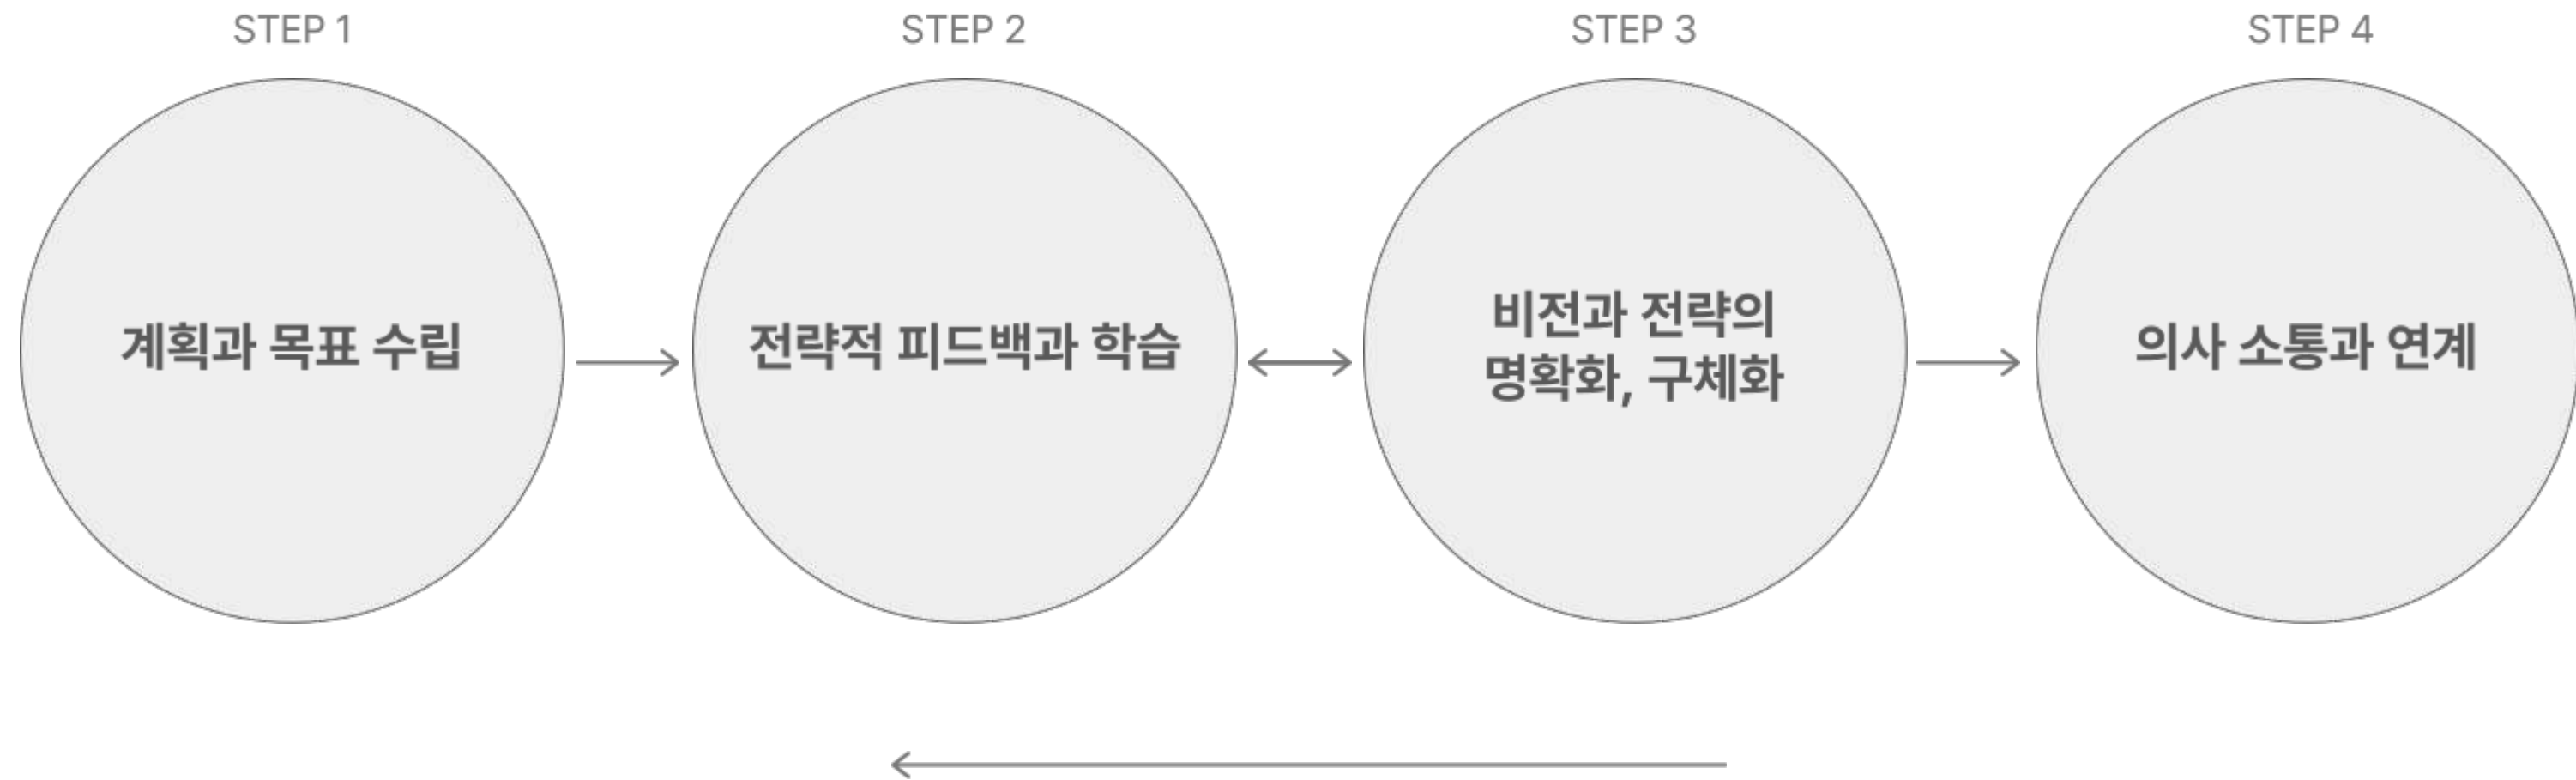 STEP 1
계획과 목표 수립
STEP 2
전략적 피드백과 학습
STEP 3
비전과 전략의
명확화, 구체화
STEP 4
의사 소통과 연계